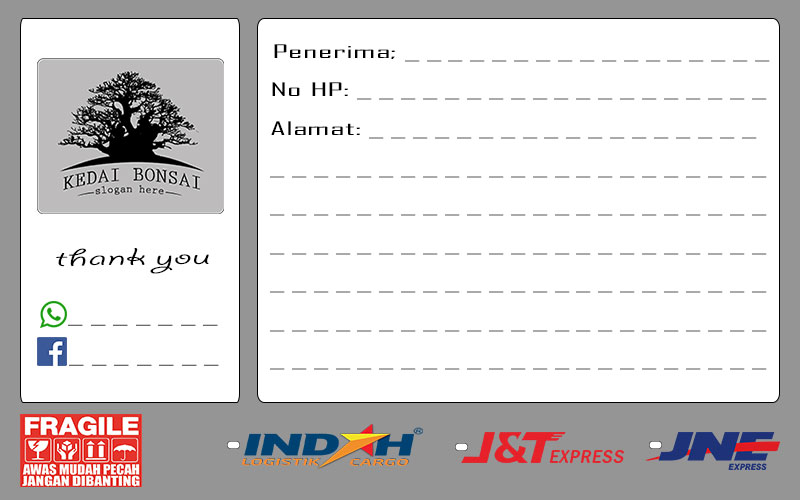 KEDAI BONSAI
slogan here
thank you
Penerima;
No HP:
Alamat:
FRAGILE
AWAS MUDAH PECAH
JANGAN DIBANTING
INDAH®
LOGISTIK CARGO
J&T EXPRESS
JNE
EXPRESS